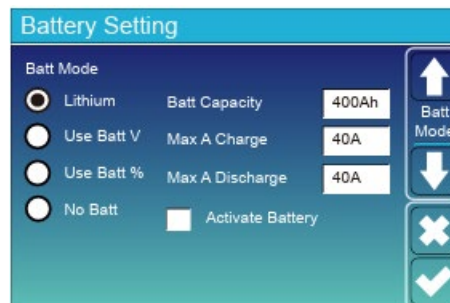 Battery Setting
Batt Mode
Lithium
Batt Capacity
400Ah
Batt
Mode
Use Batt V
Max A Charge
40A
Use Batt %
Max A Discharge
40A
No Batt
Activate Battery